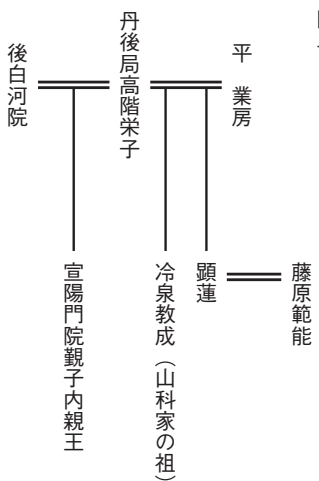 平 業房
丹後局高階栄子
後白河院
藤原範能
顕蓮
冷泉教成（山科家の祖）
宣陽門院覲子内親王